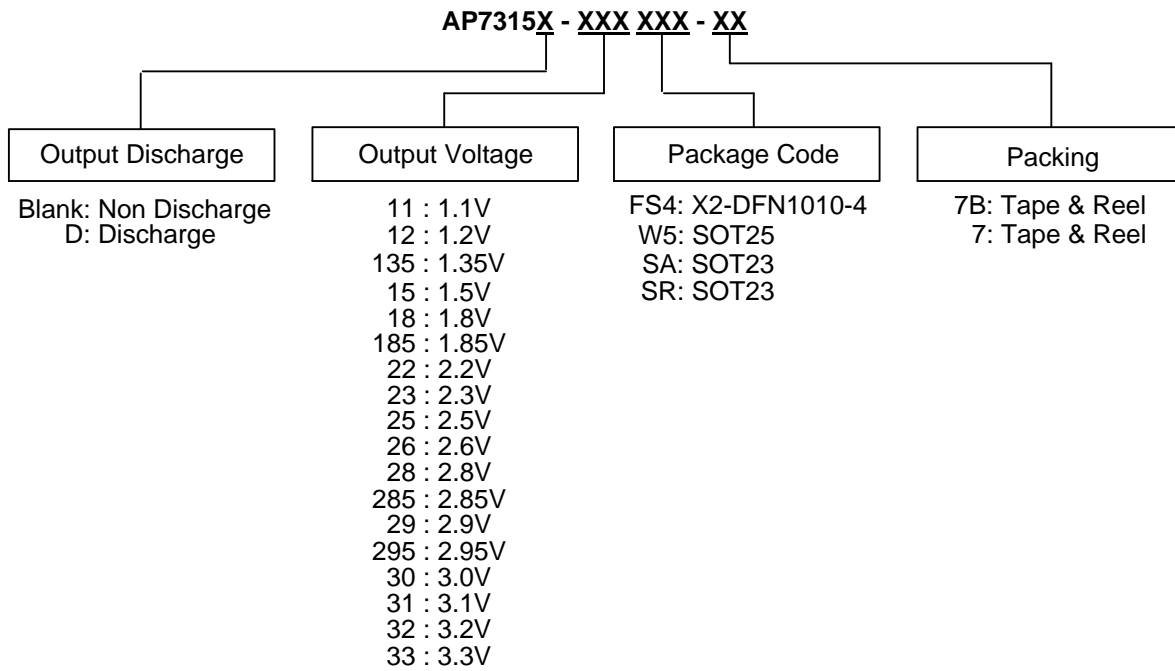 AP7315X - XXX XXX - XX
Output Discharge
Blank: Non Discharge
D: Discharge
Output Voltage
11 : 1.1V
12 : 1.2V
135 : 1.35V
15 : 1.5V
18 : 1.8V
185 : 1.85V
22 : 2.2V
23 : 2.3V
25 : 2.5V
26 : 2.6V
28 : 2.8V
285 : 2.85V
29 : 2.9V
295 : 2.95V
30 : 3.0V
31 : 3.1V
32 : 3.2V
33 : 3.3V
Package Code
FS4: X2-DFN1010-4
W5: SOT25
SA: SOT23
SR: SOT23
Packing
7B: Tape & Reel
7: Tape & Reel